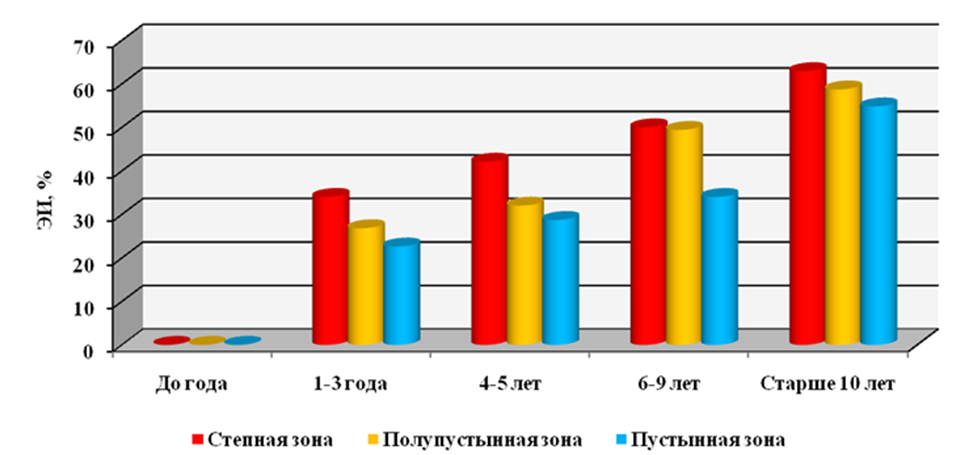 70
60
50
40
30
20
10
0
ЭИ, %
До года 1-3 года 4-5 лет 6-9 лет Старше 10 лет
Степная зона Полупустынная зона Пустынная зона